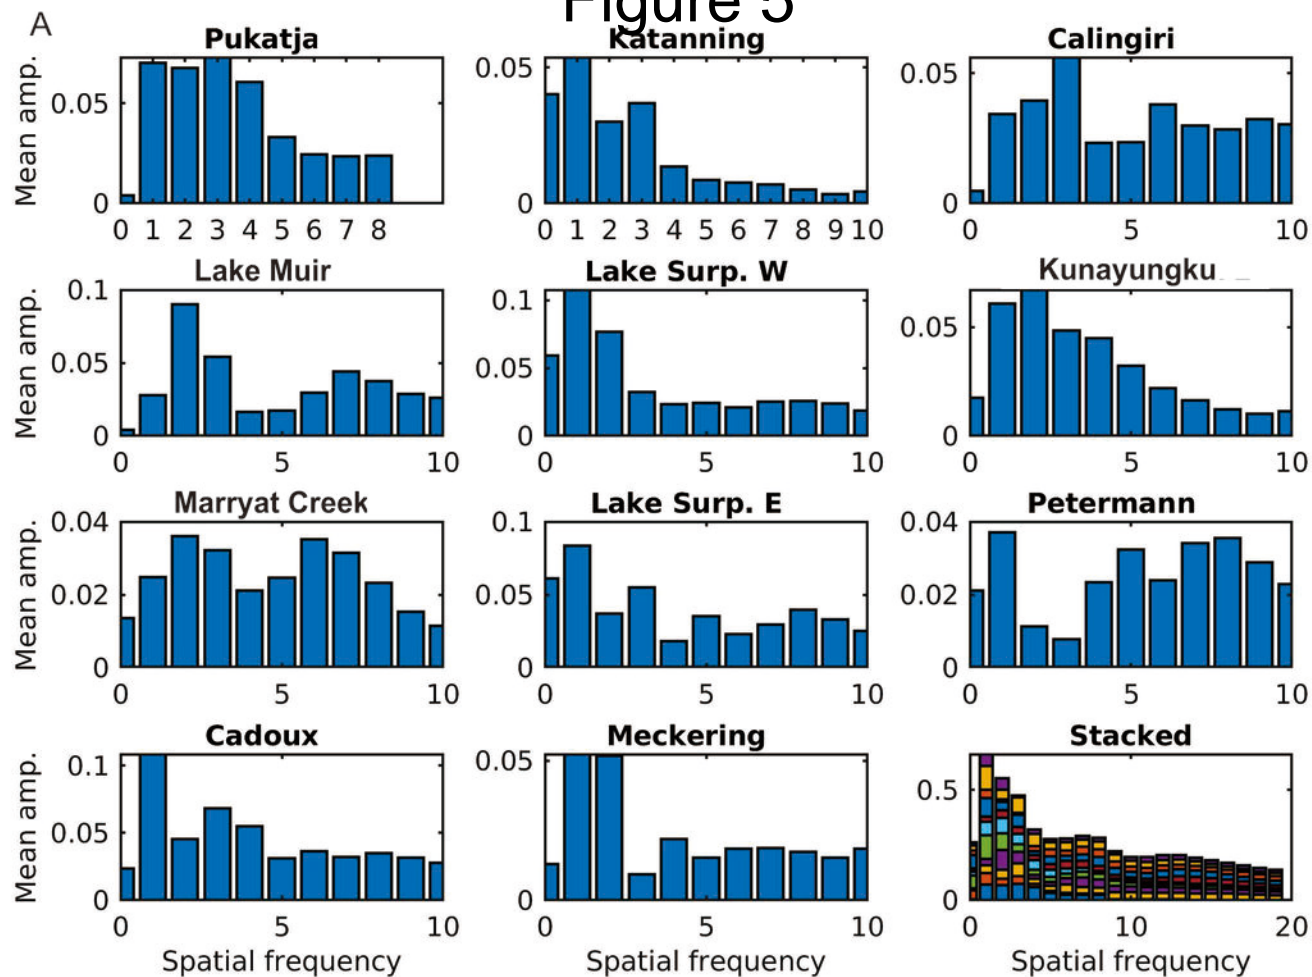 Figure 5
A
Pukatja
Katanning
Calingiri
Mean amp.
0.05
0
0 1 2 3 4 5 6 7 8
0.05
0
0 1 2 3 4 5 6 7 8 9 10
0.05
0
0 5 10
Lake Muir
Lake Surp. W
Kunayungku
Mean amp.
0.1
0.05
0
0 5 10
0.1
0.05
0
0 5 10
0.05
0
0 5 10
Marryat Creek
Lake Surp. E
Petermann
Mean amp.
0.04
0.02
0
0 5 10
0.1
0.05
0
0 5 10
0.04
0.02
0
0 5 10
Cadoux
Meckering
Stacked
Mean amp.
0.1
0.05
0
0 5 10
Spatial frequency
0.05
0
0 5 10
Spatial frequency
0.5
0
10 20
Spatial frequency